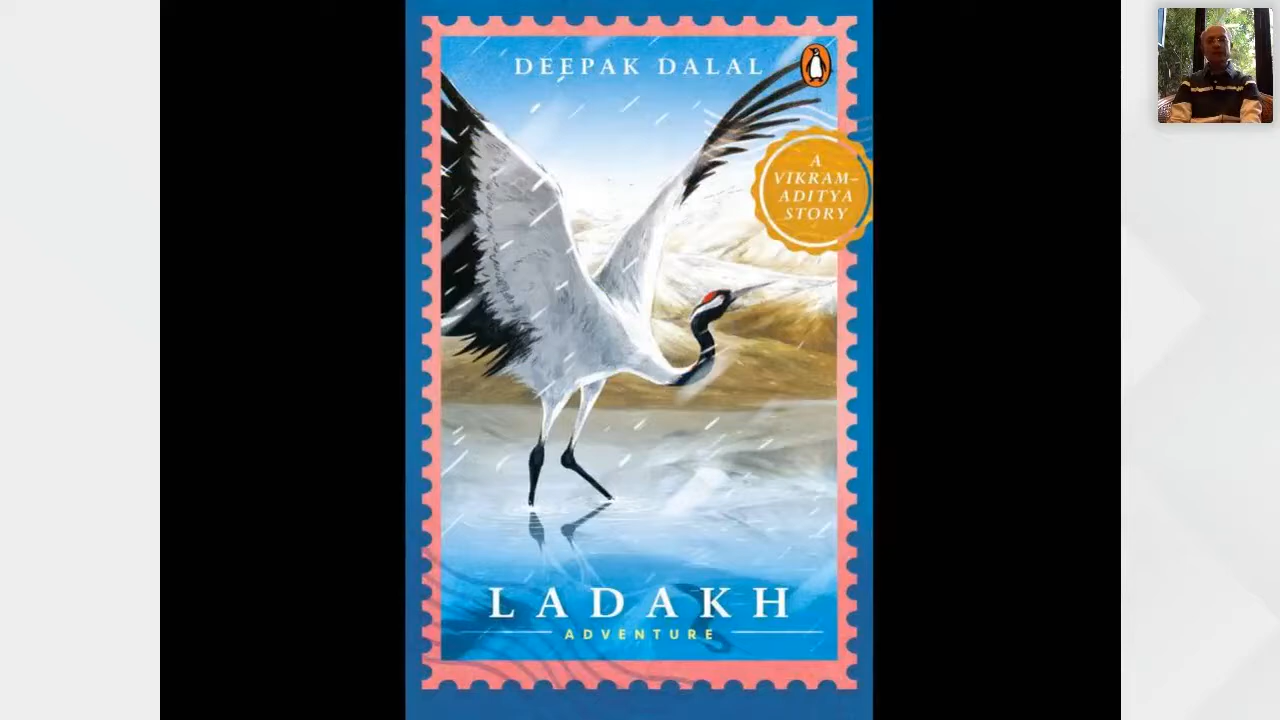 DEEPAK DALAL
A
VIKRAM–
ADITYA
STORY
LADAKH
ADVENTURE